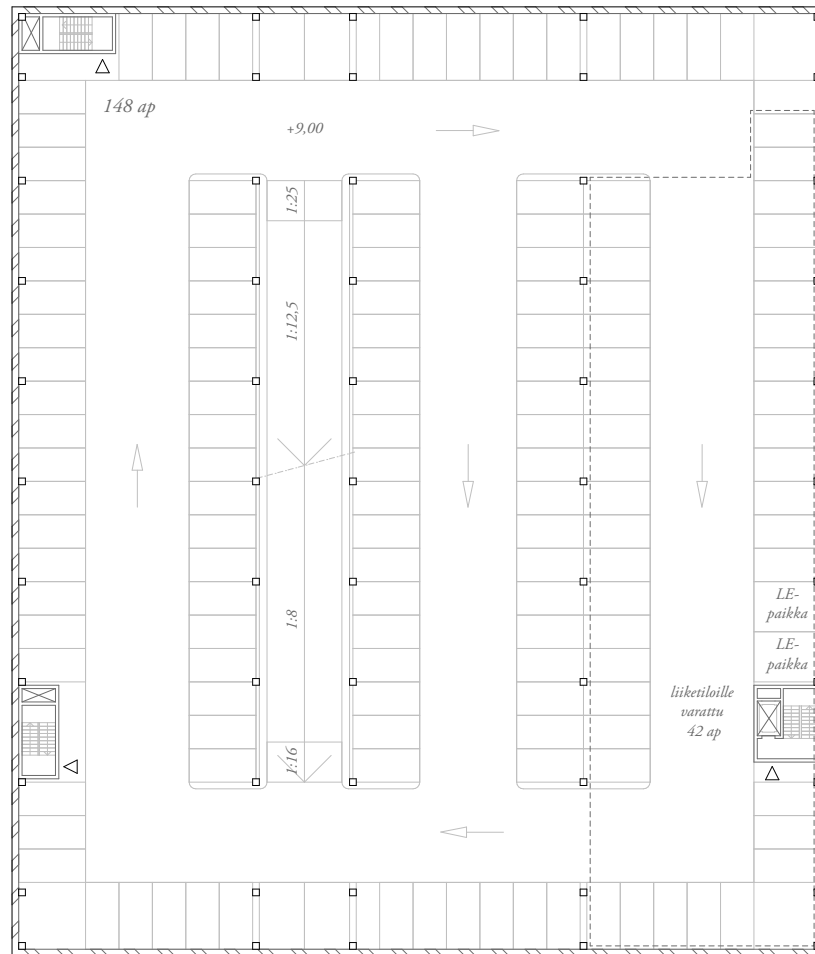 148 ap
+9,00
1:25
1:12,5
1:8
1:16
LE-
paikka
LE-
paikka
liiketiloille
varattu
42 ap